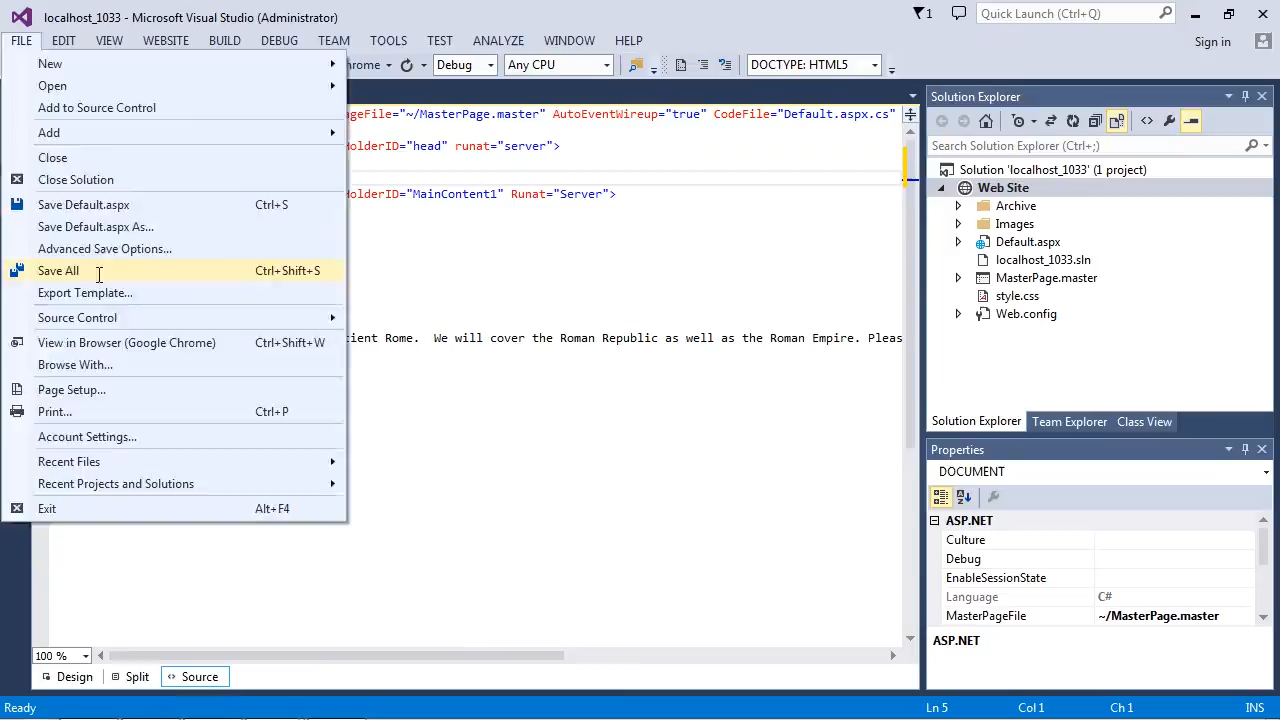 localhost_1033 - Microsoft Visual Studio (Administrator)
1
Quick Launch (Ctrl+Q)
FILE EDIT VIEW WEBSITE BUILD DEBUG TEAM TOOLS TEST ANALYZE WINDOW HELP
Sign in
hrome Debug Any CPU DOCTYPE: HTML5
New
Open
Add to Source Control
Add
Close
Close Solution
Save Default.aspx Ctrl+S
Save Default.aspx As...
Advanced Save Options...
Save All Ctrl+Shift+S
Export Template...
Source Control
View in Browser (Google Chrome) Ctrl+Shift+W
Browse With...
Page Setup...
Print... Ctrl+P
Account Settings...
Recent Files
Recent Projects and Solutions
Exit Alt+F4
ageFile="~/MasterPage.master" AutoEventWireup="true" CodeFile="Default.aspx.cs"
HolderID="head" runat="server">
HolderID="MainContent1" Runat="Server">
cient Rome.  We will cover the Roman Republic as well as the Roman Empire. Pleas
100 %
Design Split Source
Solution Explorer
Search Solution Explorer (Ctrl+;)
Solution 'localhost_1033' (1 project)
Web Site
Archive
Images
Default.aspx
localhost_1033.sln
MasterPage.master
style.css
Web.config
Solution Explorer Team Explorer Class View
Properties
DOCUMENT
ASP.NET
Culture
Debug
EnableSessionState
Language C#
MasterPageFile ~/MasterPage.master
ASP.NET
Ready Ln 5 Col 1 Ch 1 INS